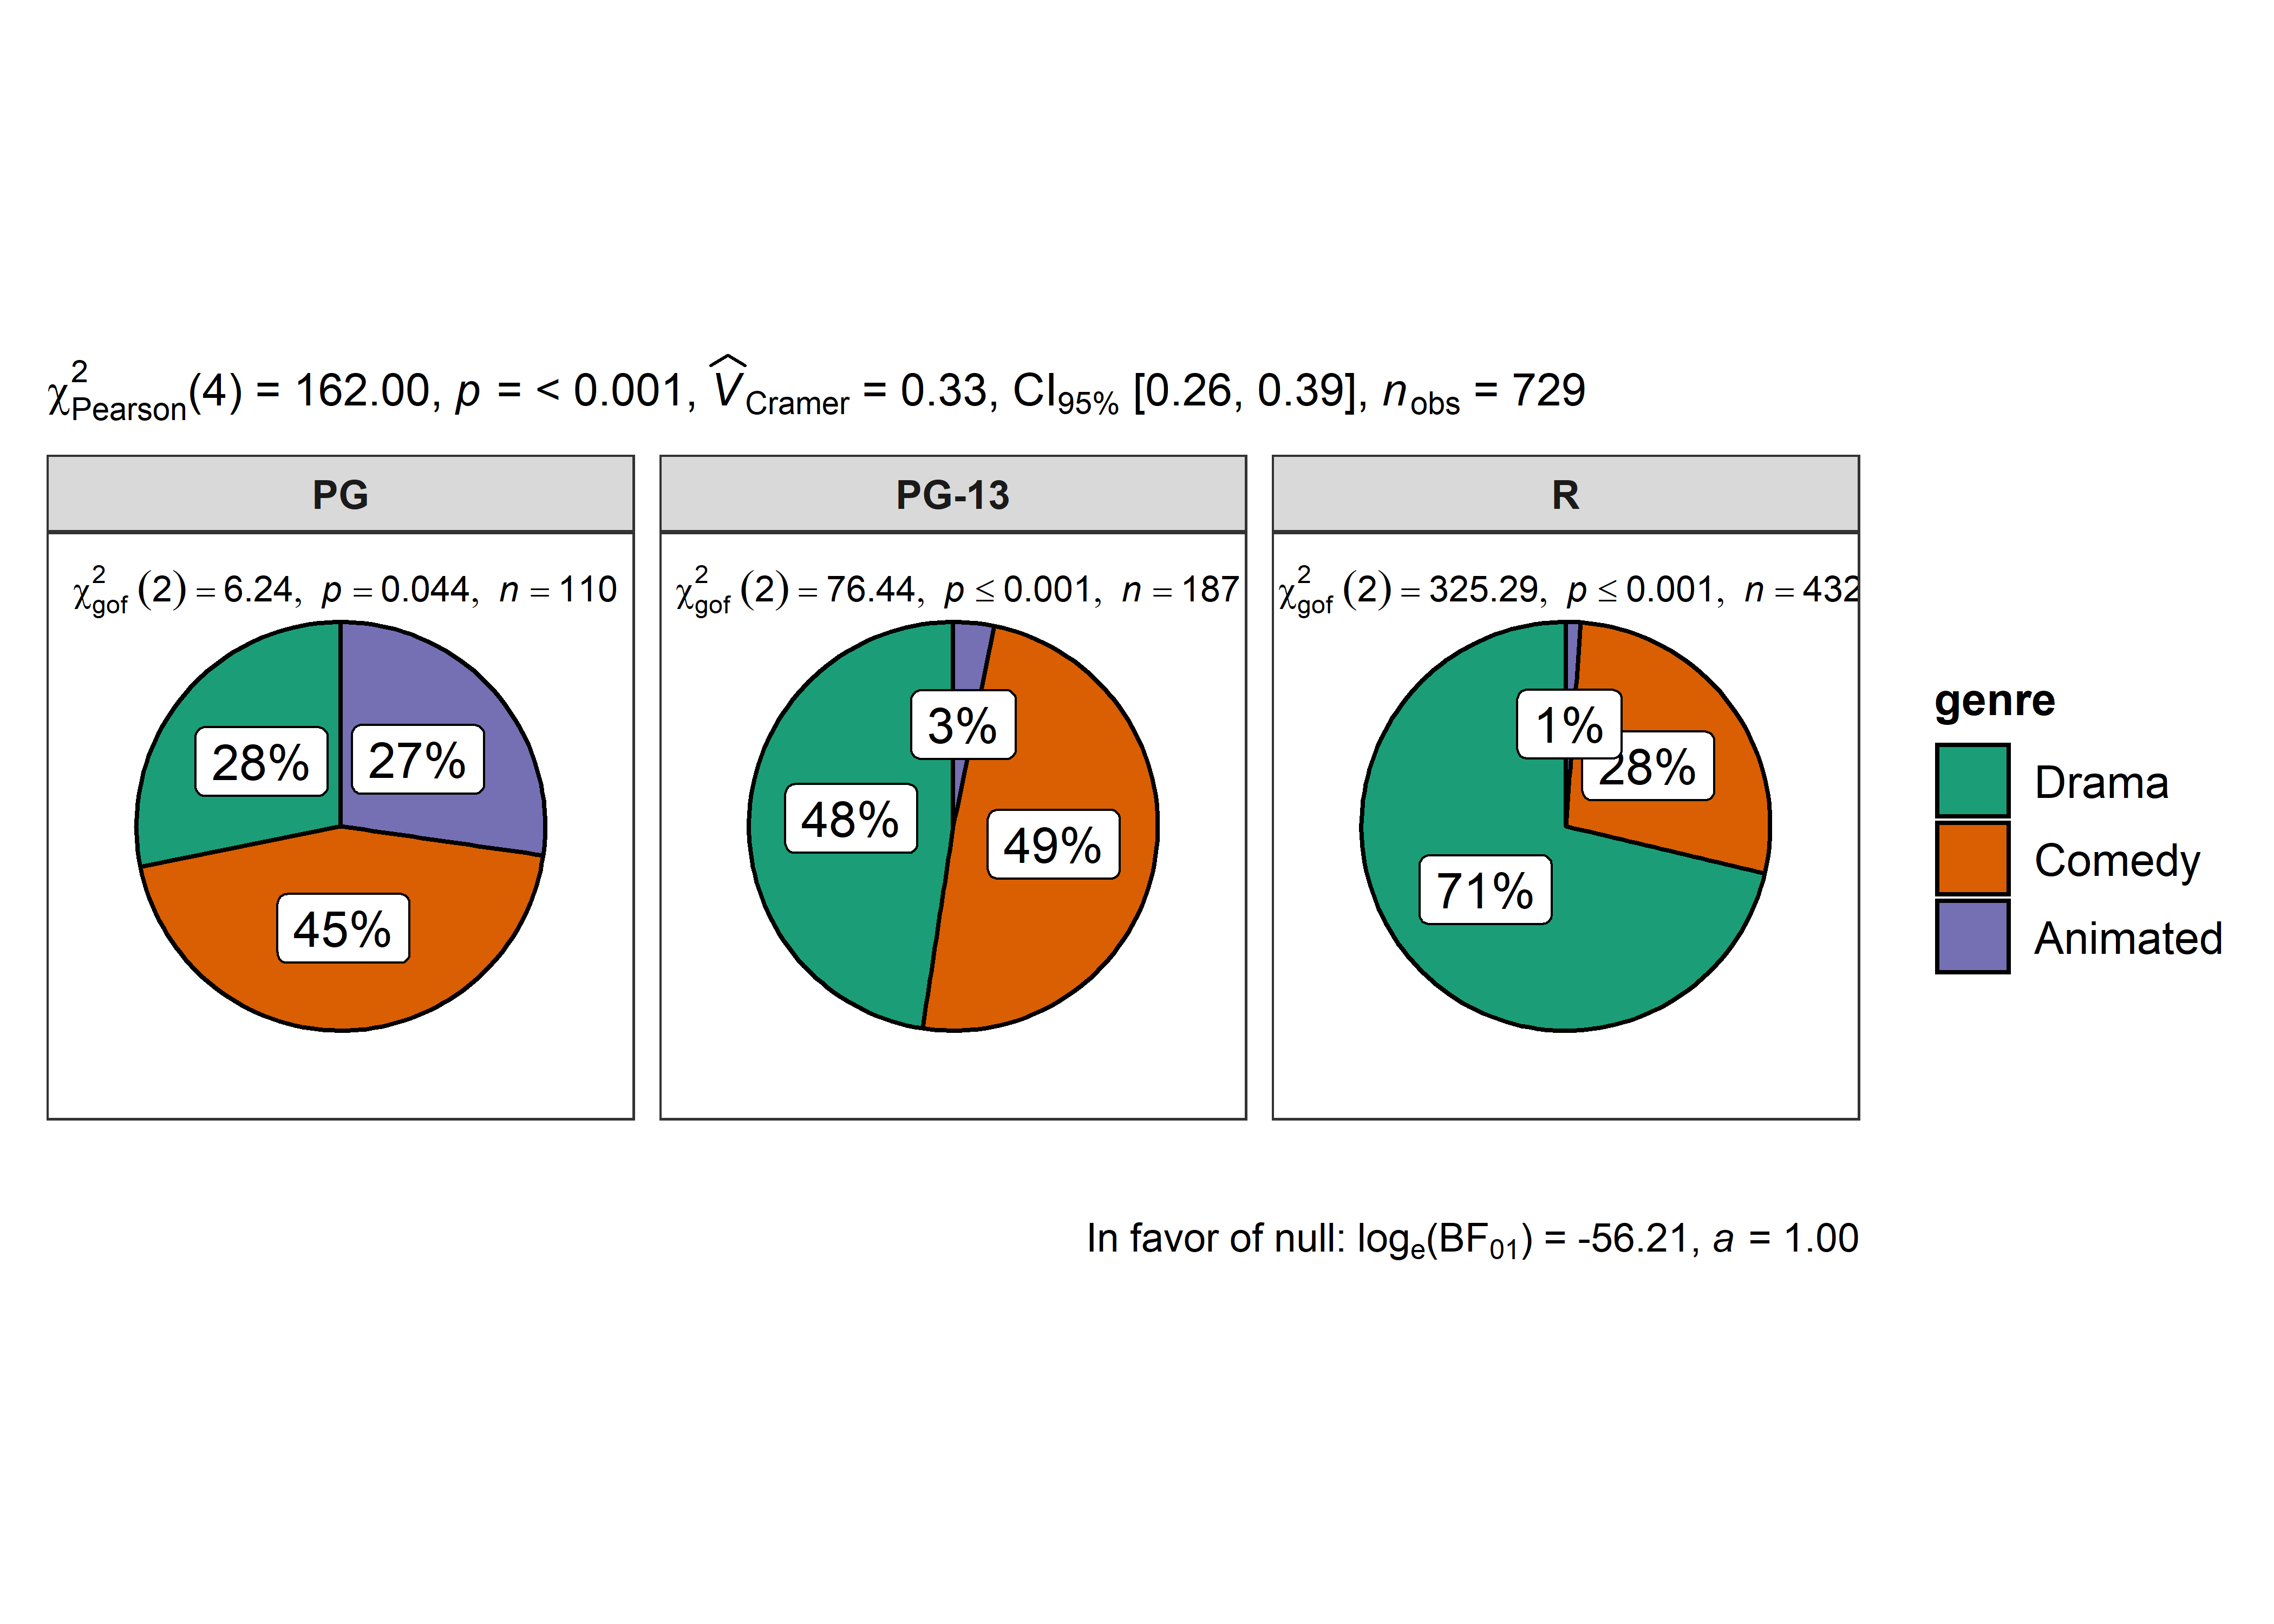 χ²Pearson(4) = 162.00, p = < 0.001, V̂Cramer = 0.33, CI95% [0.26, 0.39], nobs = 729
PG
χ²gof (2) = 6.24, p = 0.044, n = 110
28%
27%
45%
PG-13
χ²gof (2) = 76.44, p ≤ 0.001, n = 187
3%
48%
49%
R
χ²gof (2) = 325.29, p ≤ 0.001, n = 432
1%
28%
71%
genre
Drama
Comedy
Animated
In favor of null: loge(BF01) = -56.21, a = 1.00